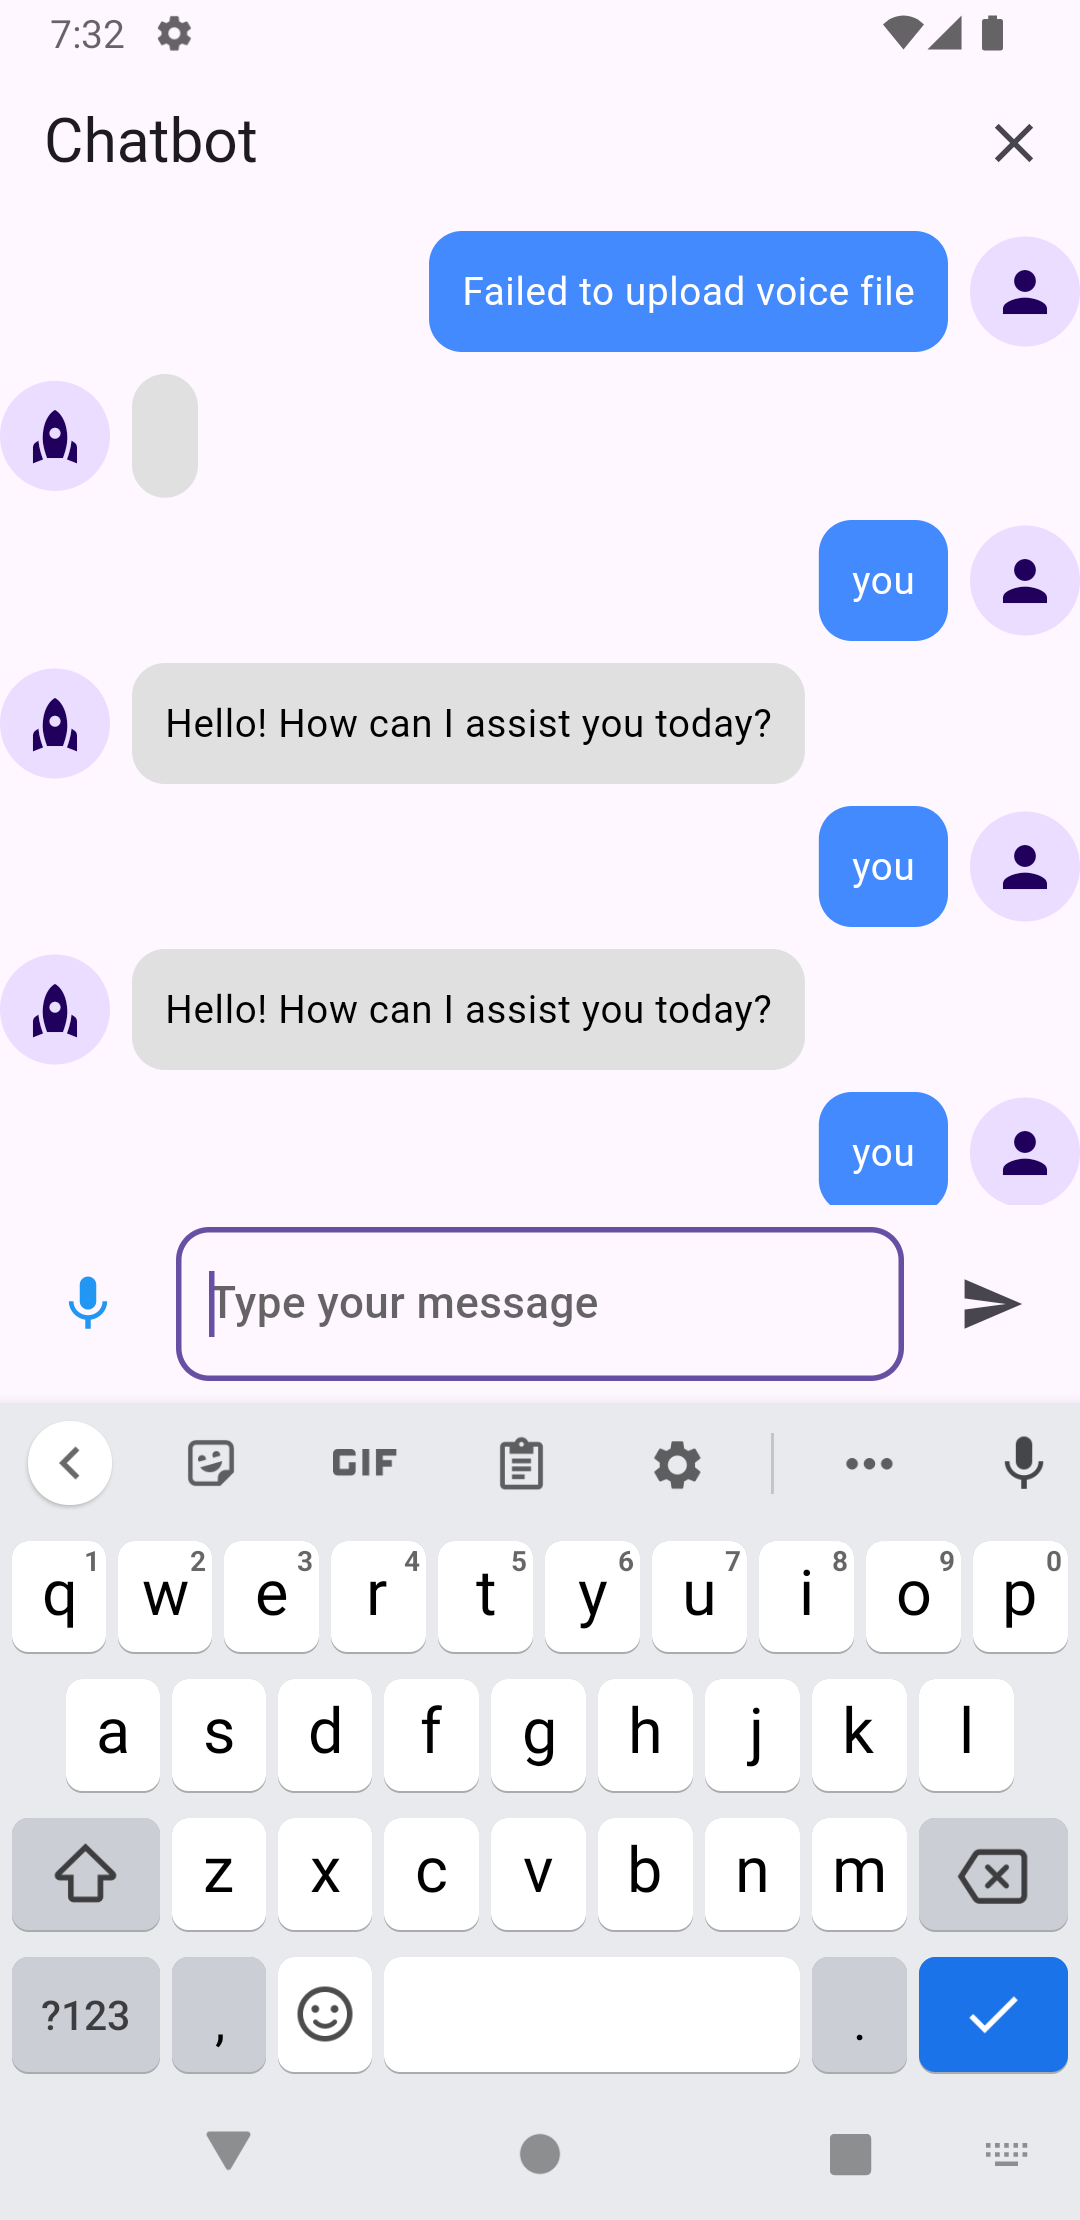 7:32
Chatbot
Failed to upload voice file
you
Hello! How can I assist you today?
you
Hello! How can I assist you today?
you
Type your message
GIF
q 1 w 2 e 3 r 4 t 5 y 6 u 7 i 8 o 9 p 0
a s d f g h j k l
z x c v b n m
?123 , .